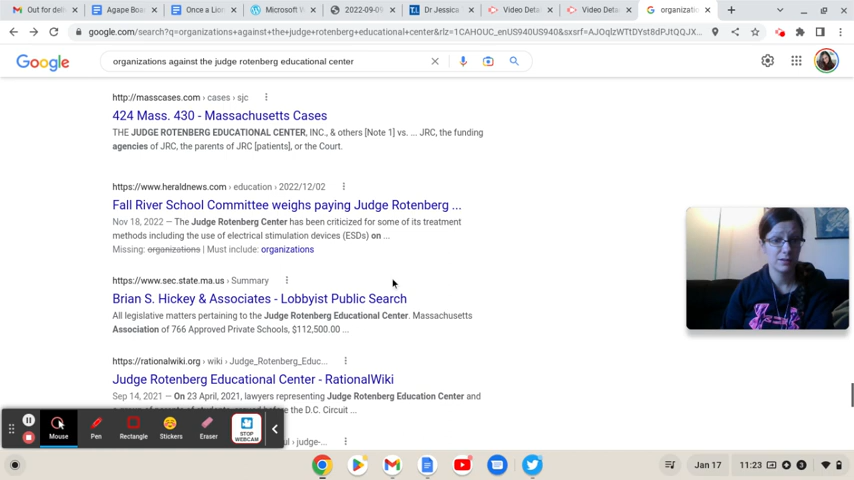 Out for deli
Agape Boa
Once a Lion
Microsoft V
2022-09-09
Dr Jessica
Video Deta
Video Deta
organizatio
google.com/search?q=organizations+against+the+judge+rotenberg+educational+center&rlz=1CAHOUC_enUS940US940&sxsrf=AJOqlzWTtDYst8dPJtQQJX...
Google
organizations against the judge rotenberg educational center
http://masscases.com › cases › sjc
424 Mass. 430 - Massachusetts Cases
THE JUDGE ROTENBERG EDUCATIONAL CENTER, INC., & others [Note 1] vs. ... JRC, the funding
agencies of JRC, the parents of JRC [patients], or the Court.
https://www.heraldnews.com › education › 2022/12/02
Fall River School Committee weighs paying Judge Rotenberg ...
Nov 18, 2022 — The Judge Rotenberg Center has been criticized for some of its treatment
methods including the use of electrical stimulation devices (ESDs) on ...
Missing: organizations | Must include: organizations
https://www.sec.state.ma.us › Summary
Brian S. Hickey & Associates - Lobbyist Public Search
All legislative matters pertaining to the Judge Rotenberg Educational Center. Massachusetts
Association of 766 Approved Private Schools, $112,500.00 ...
https://rationalwiki.org › wiki › Judge_Rotenberg_Educ...
Judge Rotenberg Educational Center - RationalWiki
Sep 14, 2021 — On 23 April, 2021, lawyers representing Judge Rotenberg Education Center and
the D.C. Circuit ...
judge-...
Mouse
Pen
Rectangle
Stickers
Eraser
STOP
WEBCAM
Jan 17
11:23
3